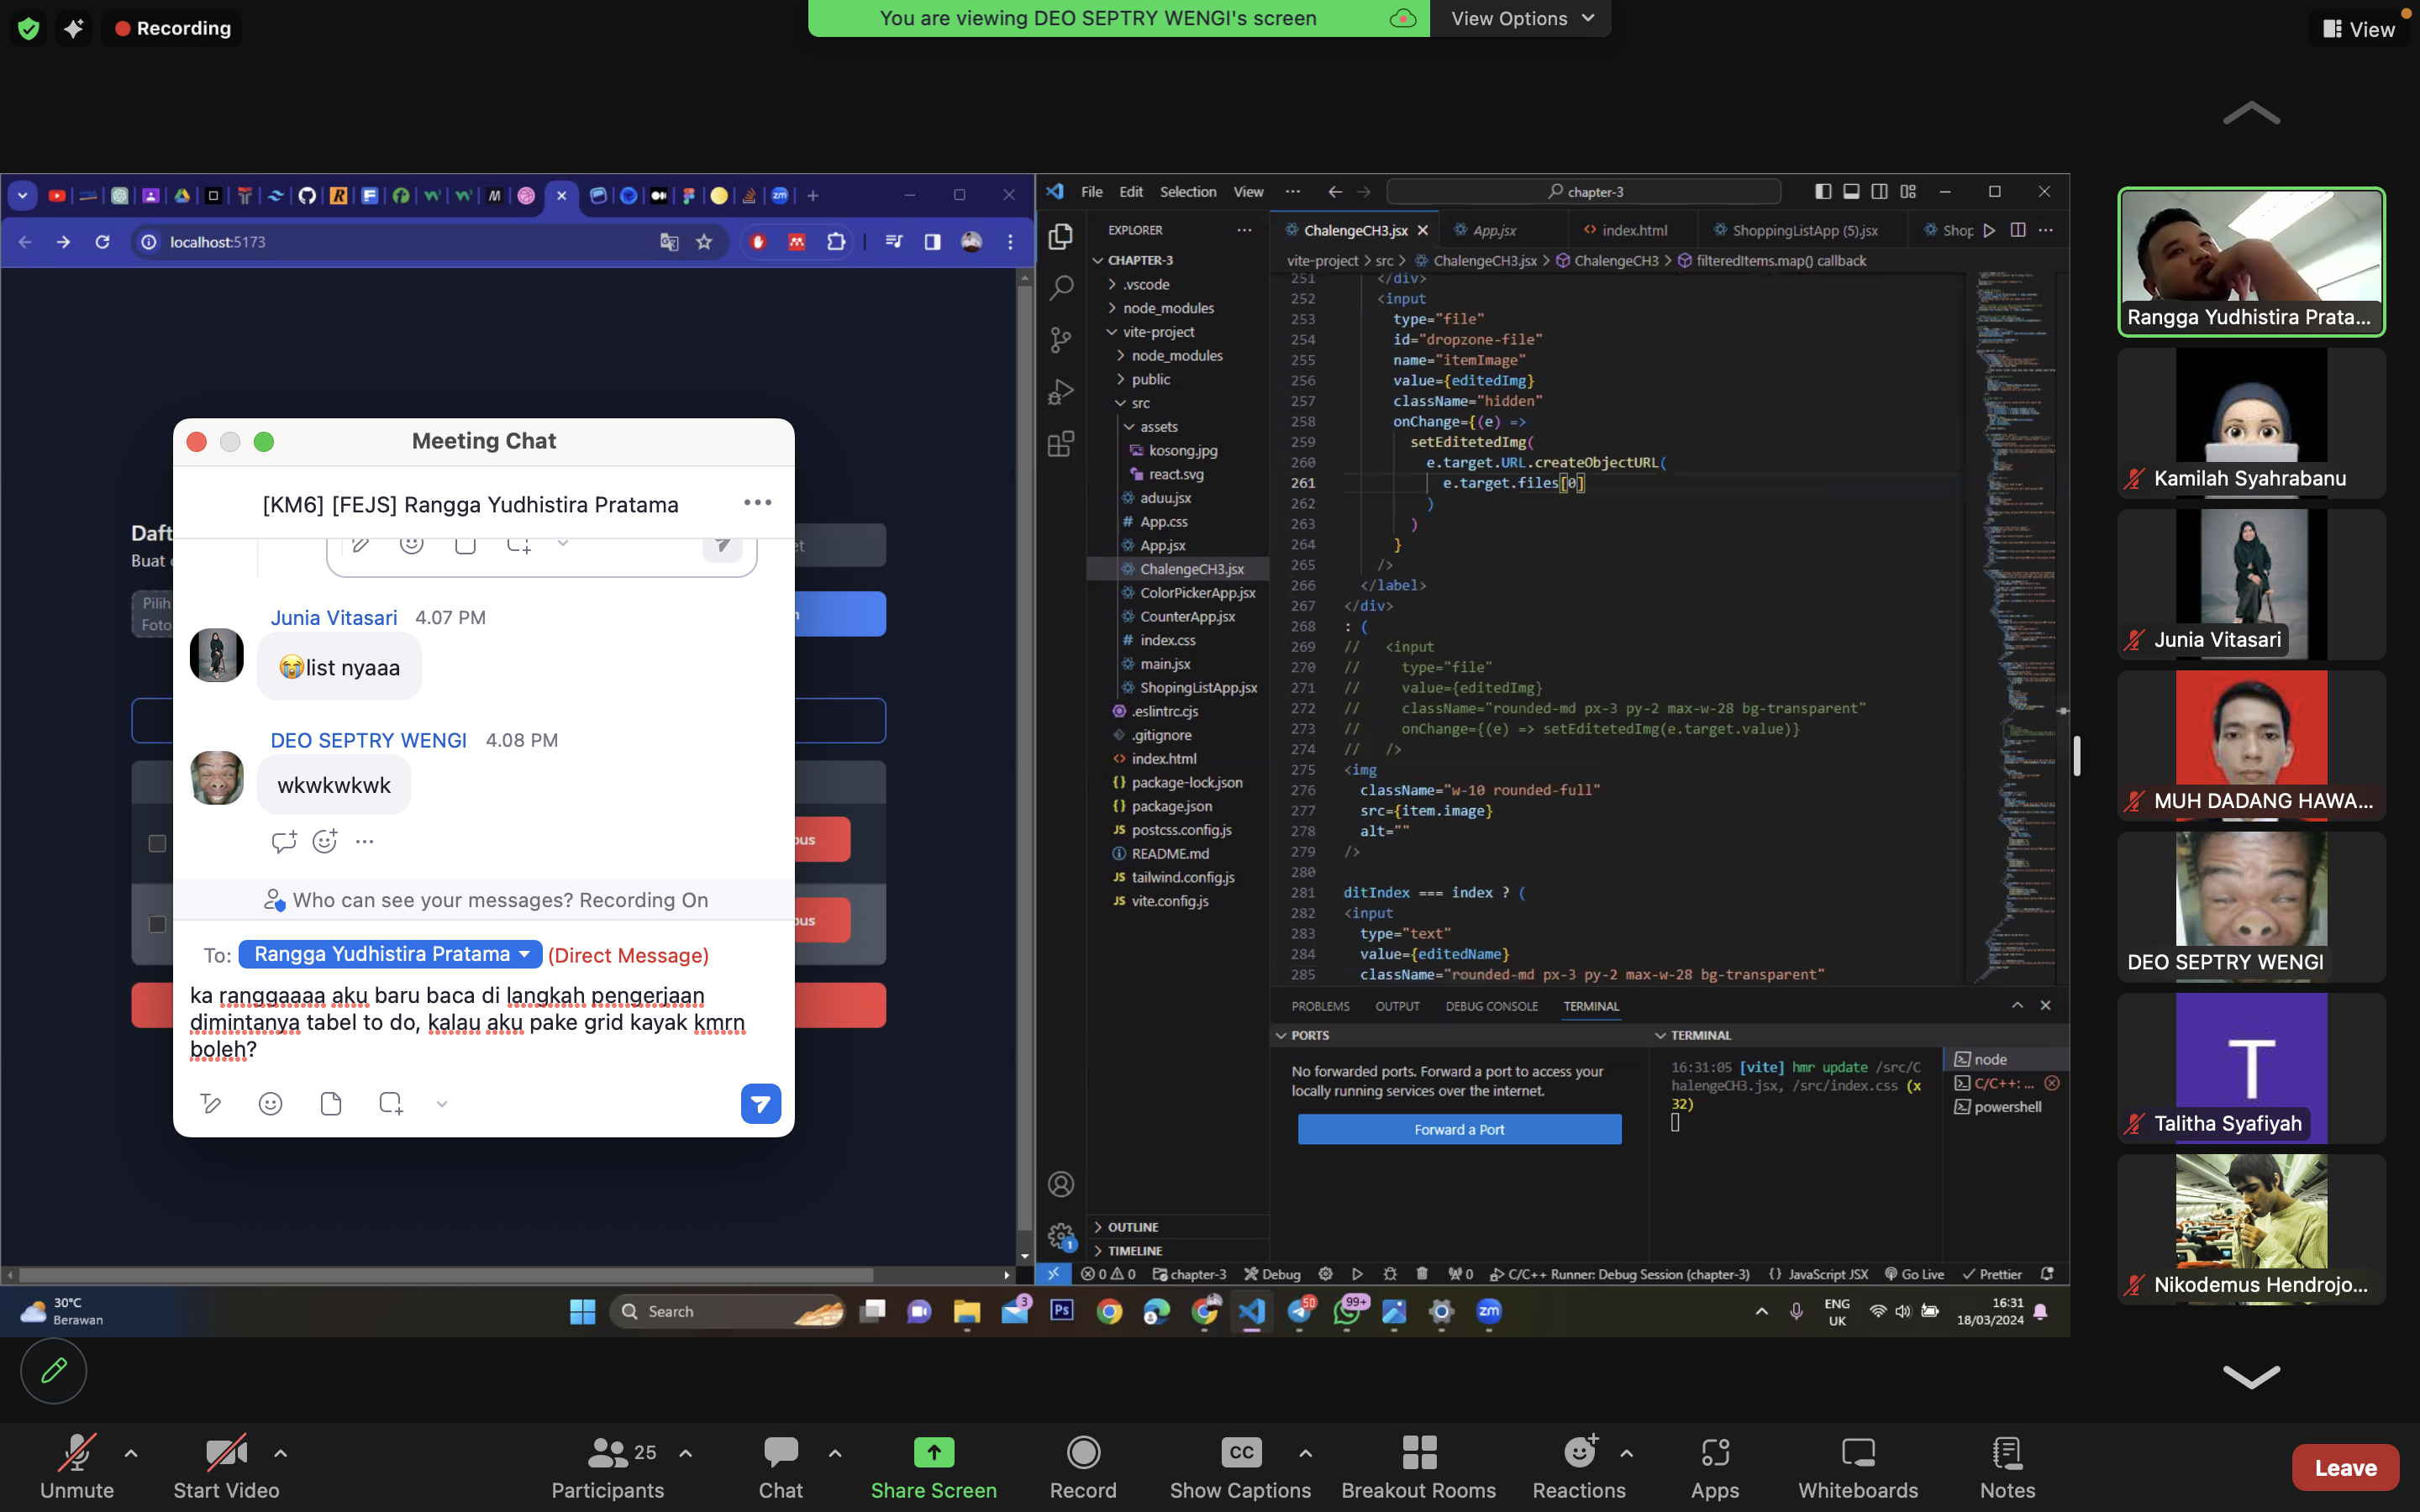 Recording
You are viewing DEO SEPTRY WENGI's screen
View Options
View
localhost:5173
Daft
Buat
Pilih
Foto
Meeting Chat
[KM6] [FEJS] Rangga Yudhistira Pratama
Junia Vitasari 4.07 PM
😭list nyaaa
DEO SEPTRY WENGI 4.08 PM
wkwkwkwk
Who can see your messages? Recording On
To: Rangga Yudhistira Pratama (Direct Message)
ka ranggaaaa aku baru baca di langkah pengerjaan
dimintanya tabel to do, kalau aku pake grid kayak kmrn
boleh?
File Edit Selection View ...
chapter-3
EXPLORER
CHAPTER-3
.vscode
node_modules
vite-project
node_modules
public
src
assets
kosong.jpg
react.svg
aduu.jsx
# App.css
App.jsx
ChalengeCH3.jsx
ColorPickerApp.jsx
CounterApp.jsx
# index.css
main.jsx
ShopingListApp.jsx
.eslintrc.cjs
.gitignore
<> index.html
{} package-lock.json
{} package.json
JS postcss.config.js
README.md
JS tailwind.config.js
JS vite.config.js
OUTLINE
TIMELINE
ChalengeCH3.jsx
App.jsx
<> index.html
ShoppingListApp (5).jsx
Shop
vite-project > src > ChalengeCH3.jsx > ChalengeCH3 > filteredItems.map() callback
251 </div>
252 <input
253 type="file"
254 id="dropzone-file"
255 name="itemImage"
256 value={editedImg}
257 className="hidden"
258 onChange={(e) =>
259 setEditetedImg(
260 e.target.URL.createObjectURL(
261 e.target.files[0]
262 )
263 )
264 }
265 />
266 </label>
267 </div>
268 : (
269 // <input
270 // type="file"
271 // value={editedImg}
272 // className="rounded-md px-3 py-2 max-w-28 bg-transparent"
273 // onChange={(e) => setEditetedImg(e.target.value)}
274 // />
275 <img
276 className="w-10 rounded-full"
277 src={item.image}
278 alt=""
279 />
280
281 ditIndex === index ? (
282 <input
283 type="text"
284 value={editedName}
285 className="rounded-md px-3 py-2 max-w-28 bg-transparent"
PROBLEMS OUTPUT DEBUG CONSOLE TERMINAL
PORTS
No forwarded ports. Forward a port to access your
locally running services over the internet.
Forward a Port
TERMINAL
16:31:05 [vite] hmr update /src/C
halengeCH3.jsx, /src/index.css (x
32)
node
C/C++: ...
powershell
0 0 chapter-3 Debug 0 C/C++ Runner: Debug Session (chapter-3) {} JavaScript JSX Go Live Prettier
30°C
Berawan
Search
Ps
3
50
99+
zm
ENG
UK
16:31
18/03/2024
Rangga Yudhistira Prata...
Kamilah Syahrabanu
Junia Vitasari
MUH DADANG HAWA...
DEO SEPTRY WENGI
T
Talitha Syafiyah
Nikodemus Hendrojo...
Unmute
Start Video
25
Participants
Chat
Share Screen
Record
CC
Show Captions
Breakout Rooms
Reactions
Apps
Whiteboards
Notes
Leave